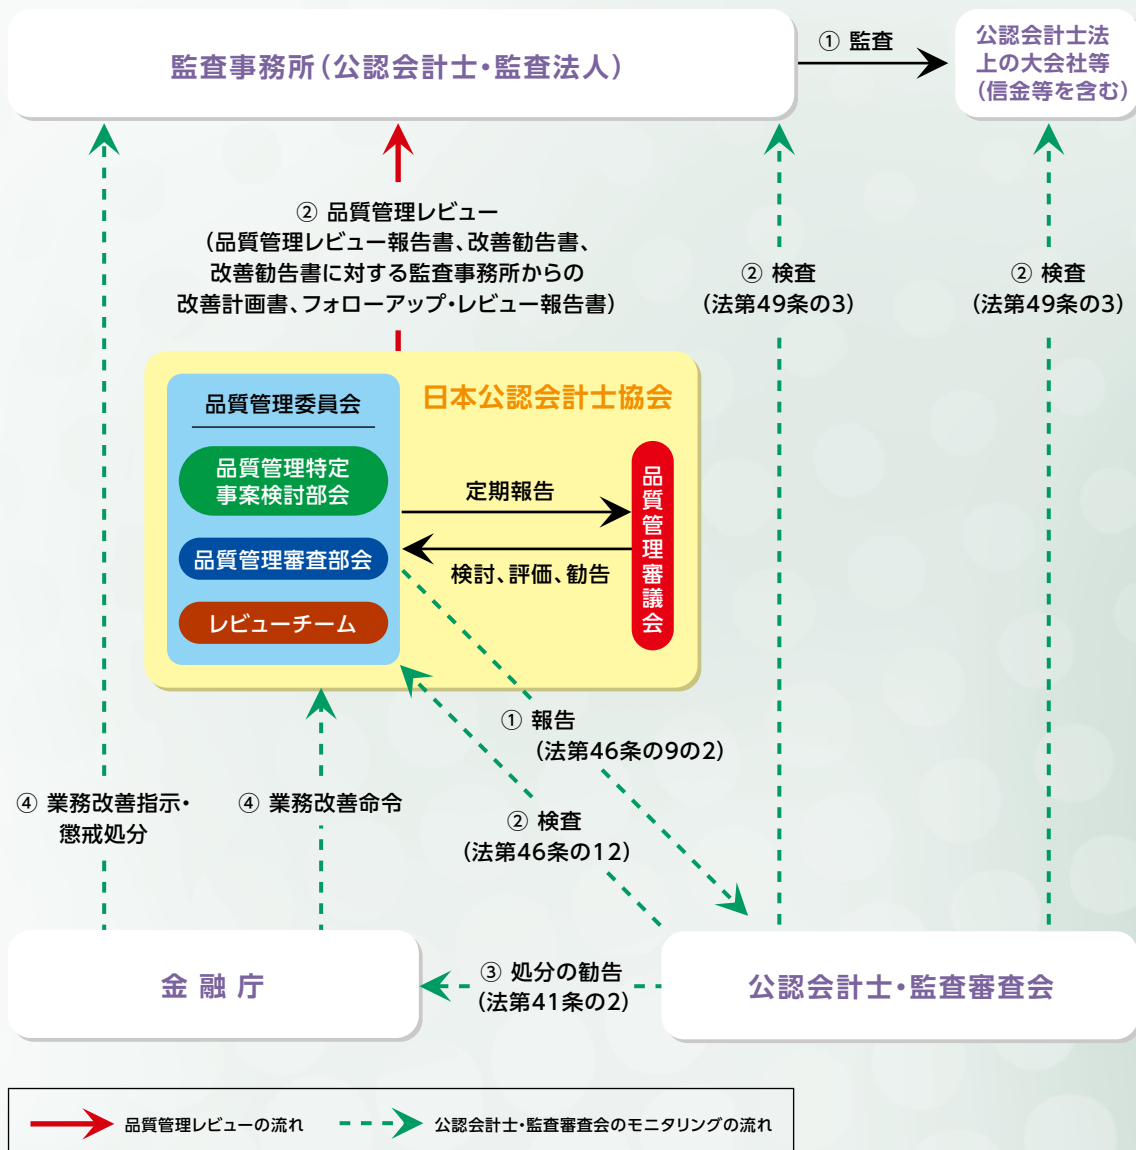 監査事務所（公認会計士・監査法人）
① 監査
公認会計士法
上の大会社等
（信金等を含む）
② 品質管理レビュー
（品質管理レビュー報告書、改善勧告書、
改善勧告書に対する監査事務所からの
改善計画書、フォローアップ・レビュー報告書）
② 検査
（法第49条の3）
② 検査
（法第49条の3）
日本公認会計士協会
品質管理委員会
品質管理特定
事案検討部会
品質管理審査部会
レビューチーム
定期報告
検討、評価、勧告
品質管理審議会
① 報告
（法第46条の9の2）
② 検査
（法第46条の12）
④ 業務改善指示・
懲戒処分
④ 業務改善命令
金融庁
③ 処分の勧告
（法第41条の2）
公認会計士・監査審査会
品質管理レビューの流れ
公認会計士・監査審査会のモニタリングの流れ